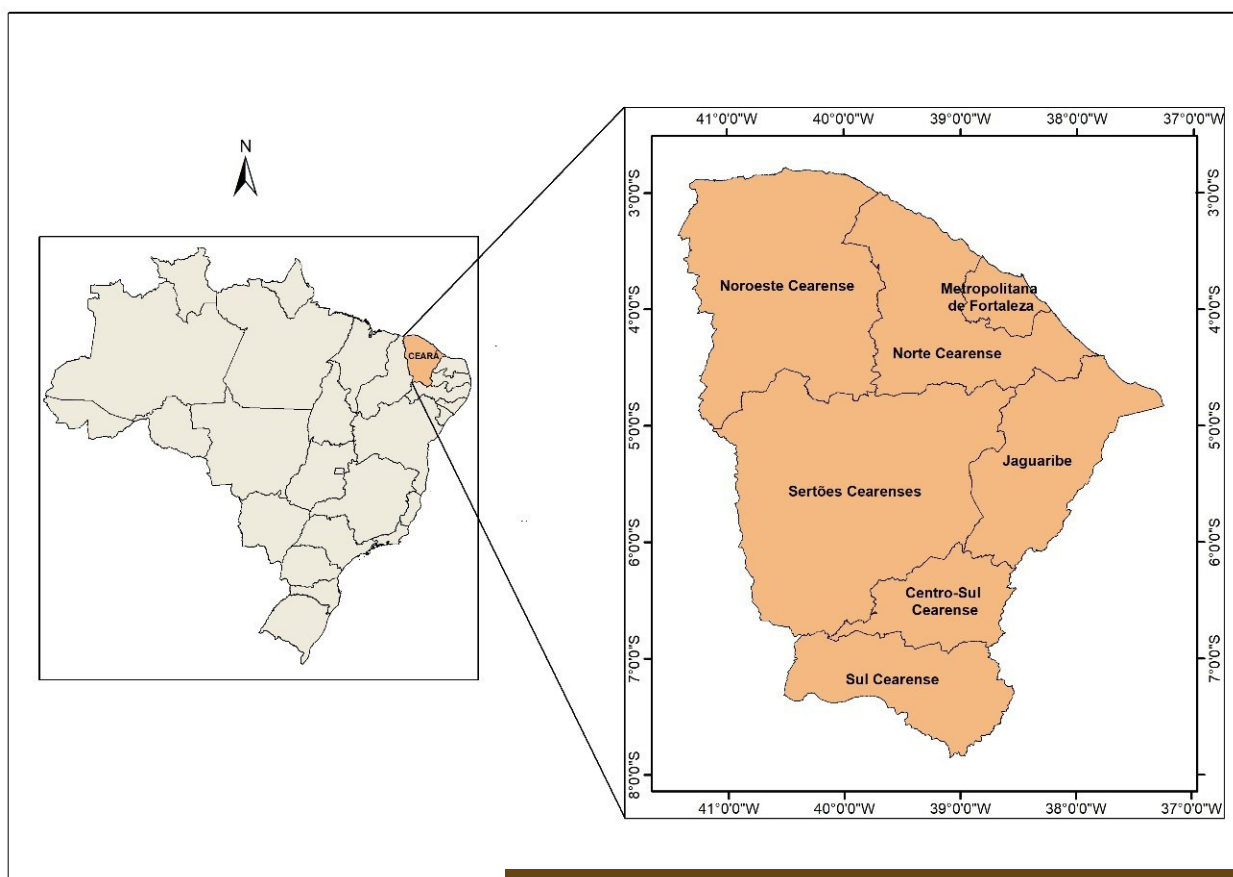 N
CEARÁ
41°0'0"W
40°0'0"W
39°0'0"W
38°0'0"W
37°0'0"W
3°0'0"S
4°0'0"S
5°0'0"S
6°0'0"S
7°0'0"S
8°0'0"S
3°0'0"S
4°0'0"S
5°0'0"S
6°0'0"S
7°0'0"S
8°0'0"S
Noroeste Cearense
Metropolitana
de Fortaleza
Norte Cearense
Jaguaribe
Sertões Cearenses
Centro-Sul
Cearense
Sul Cearense
41°0'0"W
40°0'0"W
39°0'0"W
38°0'0"W
37°0'0"W